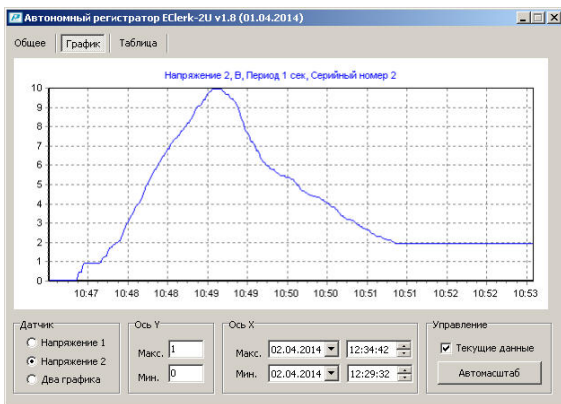 Автономный регистратор EClerk-2U v1.8 (01.04.2014)
Общее График Таблица
Напряжение 2, В, Период 1 сек, Серийный номер 2
10
9
8
7
6
5
4
3
2
1
0
10:47 10:48 10:48 10:49 10:49 10:50 10:50 10:51 10:51 10:52 10:52 10:53
Датчик
Напряжение 1
Напряжение 2
Два графика
Ось Y
Макс. 1
Мин. 0
Ось X
Макс. 02.04.2014 12:34:42
Мин. 02.04.2014 12:29:32
Управление
Текущие данные
Автомасштаб